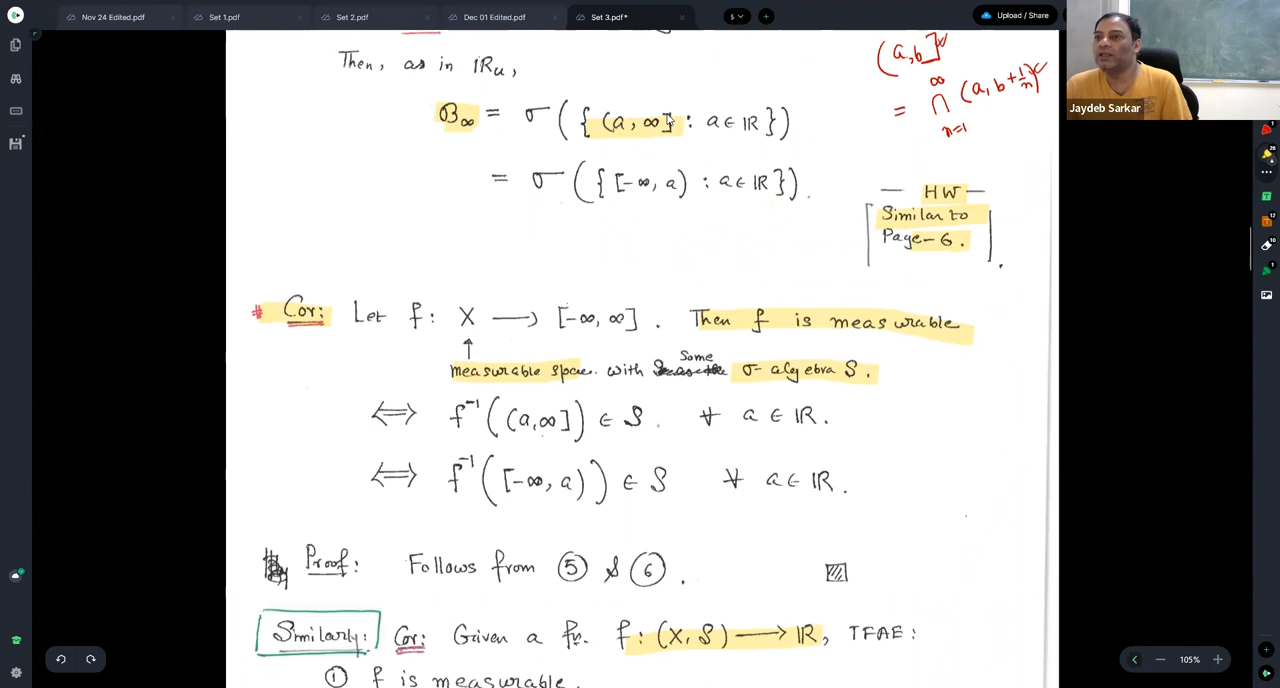 Nov 24 Edited.pdf
Set 1.pdf
Set 2.pdf
Dec 01 Edited.pdf
Set 3.pdf*
5
Upload / Share
Jaydeb Sarkar
Then, as in ℝu,
(a,b]
= ∞ ∩ n=1 (a, b+1/n)
𝓑∞ = σ({(a, ∞] : a ∈ ℝ})
= σ({[-∞, a) : a ∈ ℝ}).
— HW —
Similar to
Page-6.
# Cor: Let f: X ⟶ [-∞, ∞]. Then f is measurable
↑
measurable space. with Some σ-algebra S.
⟺ f⁻¹((a,∞]) ∈ S. ∀ a ∈ ℝ.
⟺ f⁻¹([-∞, a)) ∈ S ∀ a ∈ ℝ.
Proof: Follows from ⑤ & ⑥.
Similarly: Cor: Given a fn. f: (X, S) ⟶ ℝ, TFAE:
① f is measurable.
105%